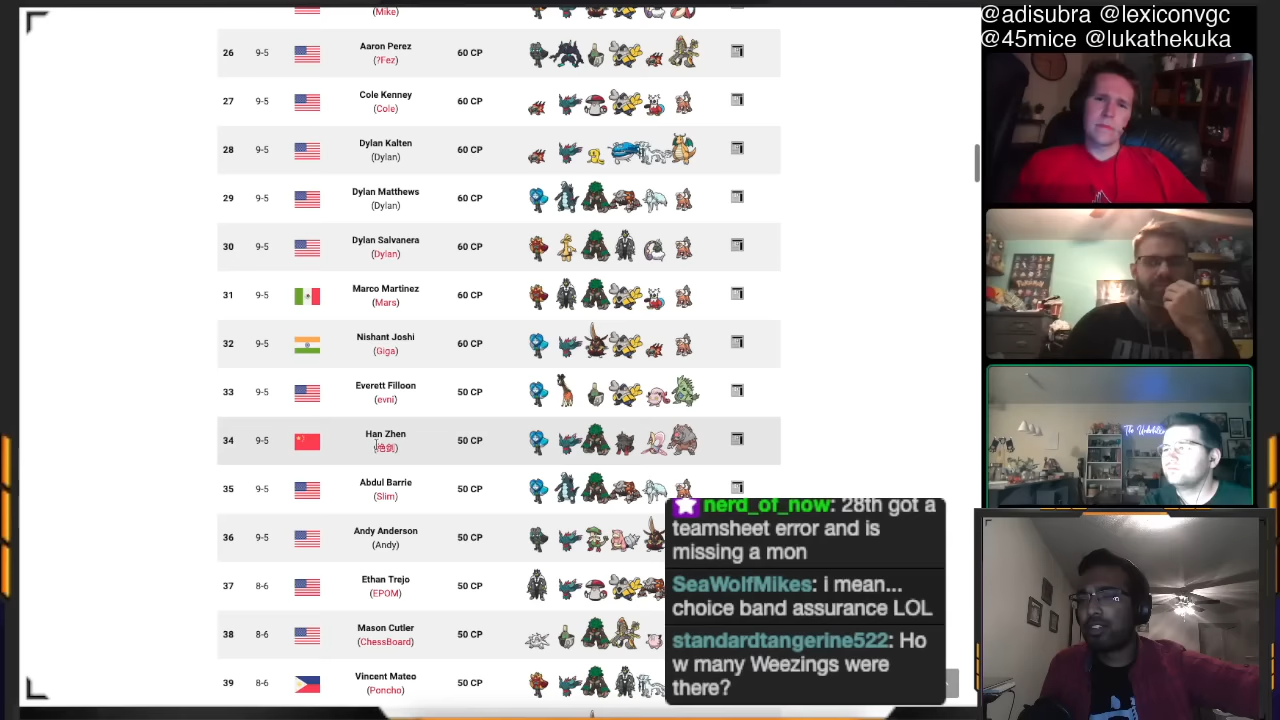 @adisubra @lexiconvgc
@45mice @lukathekuka
(Mike)
26 9-5 Aaron Perez 60 CP
(?Fez)
27 9-5 Cole Kenney 60 CP
(Cole)
28 9-5 Dylan Kalten 60 CP
(Dylan)
29 9-5 Dylan Matthews 60 CP
(Dylan)
30 9-5 Dylan Salvanera 60 CP
(Dylan)
31 9-5 Marco Martinez 60 CP
(Mars)
32 9-5 Nishant Joshi 60 CP
(Giga)
33 9-5 Everett Filloon 50 CP
(evni)
34 9-5 Han Zhen 50 CP
35 9-5 Abdul Barrie 50 CP
(Slim)
36 9-5 Andy Anderson 50 CP
(Andy)
37 8-6 Ethan Trejo 50 CP
(EPOM)
38 8-6 Mason Cutler 50 CP
(ChessBoard)
39 8-6 Vincent Mateo 50 CP
(Poncho)
nerd_of_now: 28th got a
teamsheet error and is
missing a mon
SeaWolfMikes: i mean...
choice band assurance LOL
standardtangerine522: Ho
w many Weezings were
there?